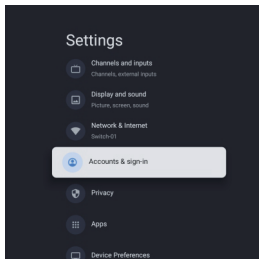 Settings
Channels and inputs
Channels, external inputs
Display and sound
Picture, screen, sound
Network & Internet
Switch-01
Accounts & sign-in
Privacy
Apps
Device Preferences